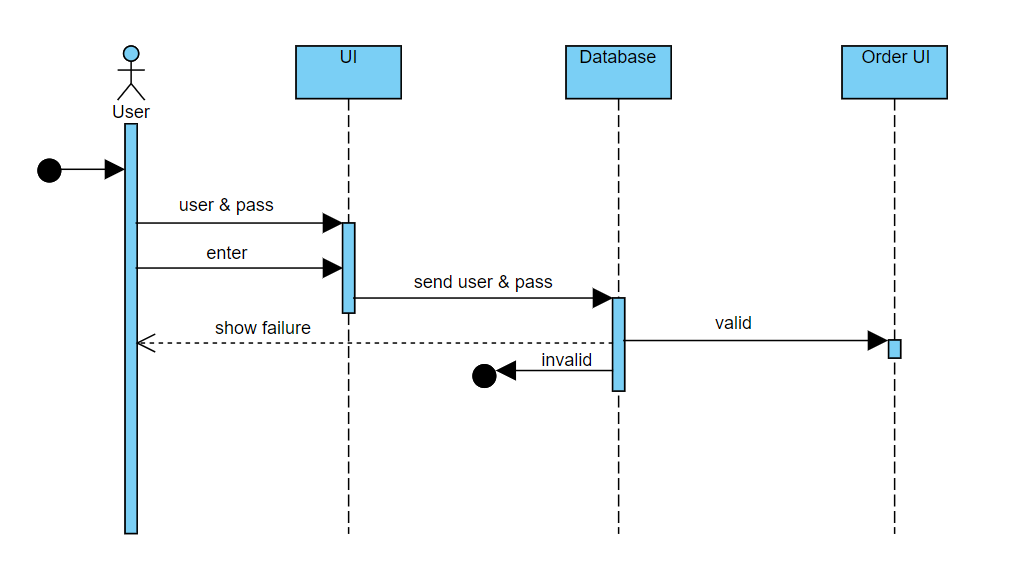 UI
Database
Order UI
User
user & pass
enter
send user & pass
valid
show failure
invalid